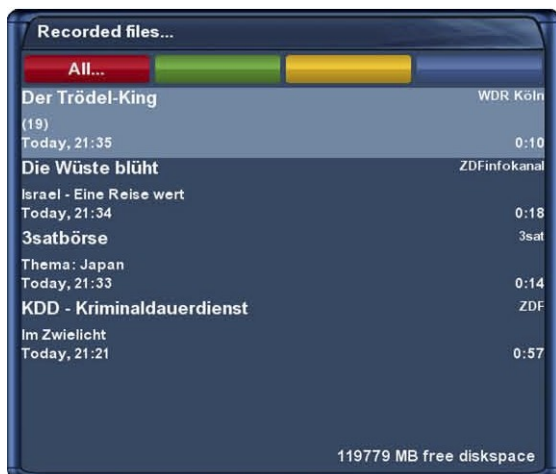 Recorded files...
All...
Der Trödel-King WDR Köln
(19)
Today, 21:35 0:10
Die Wüste blüht ZDFinfokanal
Israel - Eine Reise wert
Today, 21:34 0:18
3satbörse 3sat
Thema: Japan
Today, 21:33 0:14
KDD - Kriminaldauerdienst ZDF
Im Zwielicht
Today, 21:21 0:57
119779 MB free diskspace